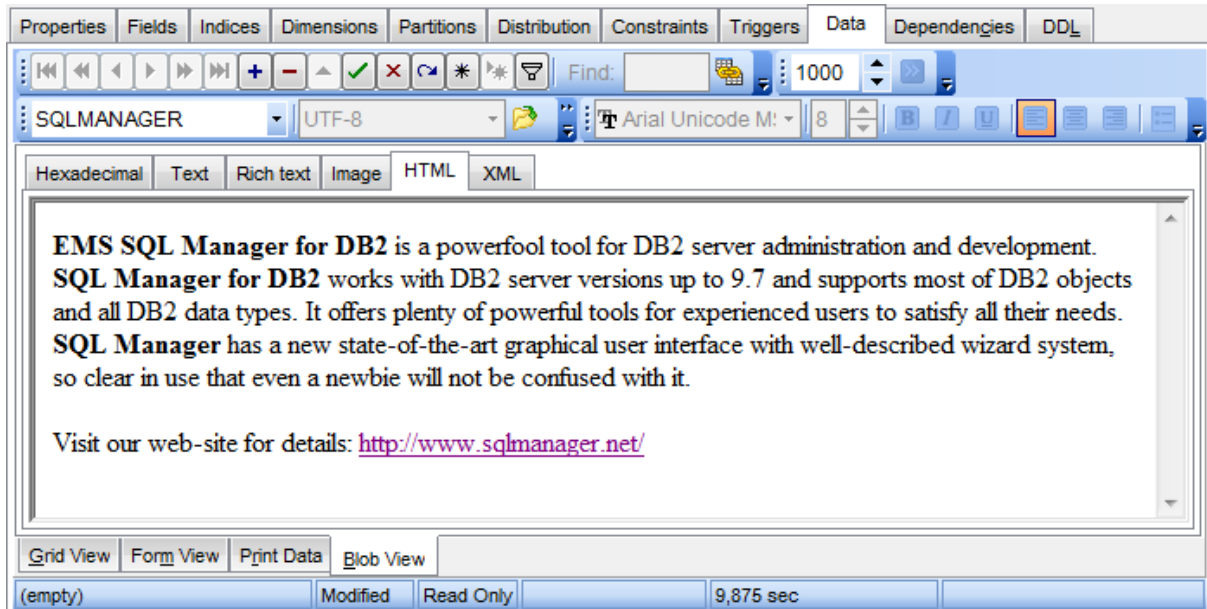 Properties Fields Indices Dimensions Partitions Distribution Constraints Triggers Data Dependencies DDL
Find: 1000
SQLMANAGER UTF-8 Arial Unicode M: 8 B I U
Hexadecimal Text Rich text Image HTML XML
EMS SQL Manager for DB2 is a powerfool tool for DB2 server administration and development.
SQL Manager for DB2 works with DB2 server versions up to 9.7 and supports most of DB2 objects
and all DB2 data types. It offers plenty of powerful tools for experienced users to satisfy all their needs.
SQL Manager has a new state-of-the-art graphical user interface with well-described wizard system,
so clear in use that even a newbie will not be confused with it.
Visit our web-site for details: http://www.sqlmanager.net/
Grid View Form View Print Data Blob View
(empty) Modified Read Only 9,875 sec